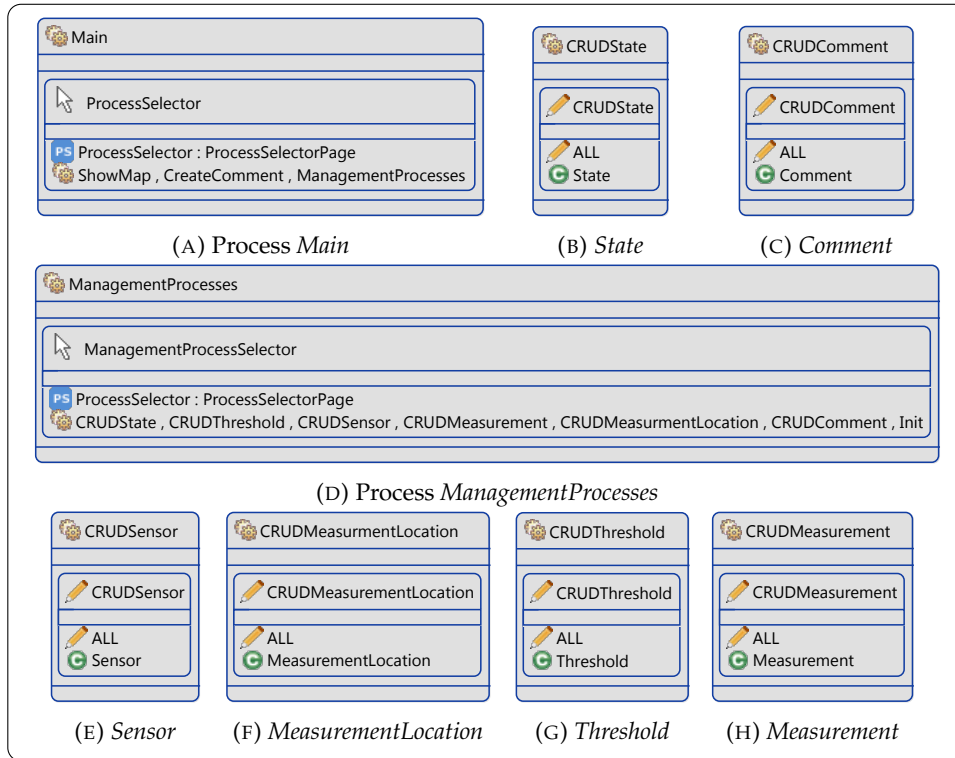 Main
ProcessSelector
PS ProcessSelector : ProcessSelectorPage
ShowMap , CreateComment , ManagementProcesses
(A) Process Main
CRUDState
CRUDState
ALL
C State
(B) State
CRUDComment
CRUDComment
ALL
C Comment
(C) Comment
ManagementProcesses
ManagementProcessSelector
PS ProcessSelector : ProcessSelectorPage
CRUDState , CRUDThreshold , CRUDSensor , CRUDMeasurement , CRUDMeasurmentLocation , CRUDComment , Init
(D) Process ManagementProcesses
CRUDSensor
CRUDSensor
ALL
C Sensor
(E) Sensor
CRUDMeasurmentLocation
CRUDMeasurementLocation
ALL
C MeasurementLocation
(F) MeasurementLocation
CRUDThreshold
CRUDThreshold
ALL
C Threshold
(G) Threshold
CRUDMeasurement
CRUDMeasurement
ALL
C Measurement
(H) Measurement